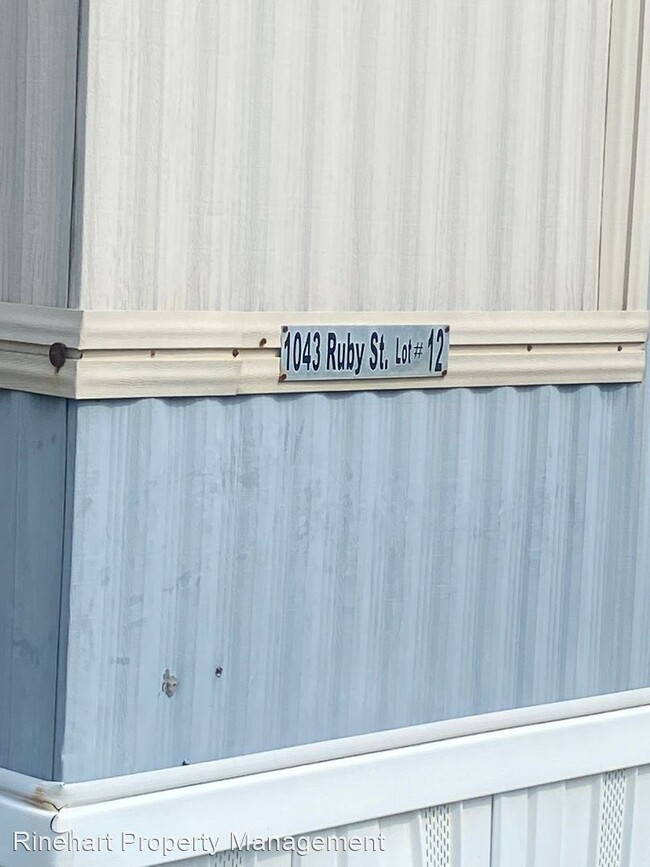 1043 Ruby St. Lot # 12
Rinehart Property Management